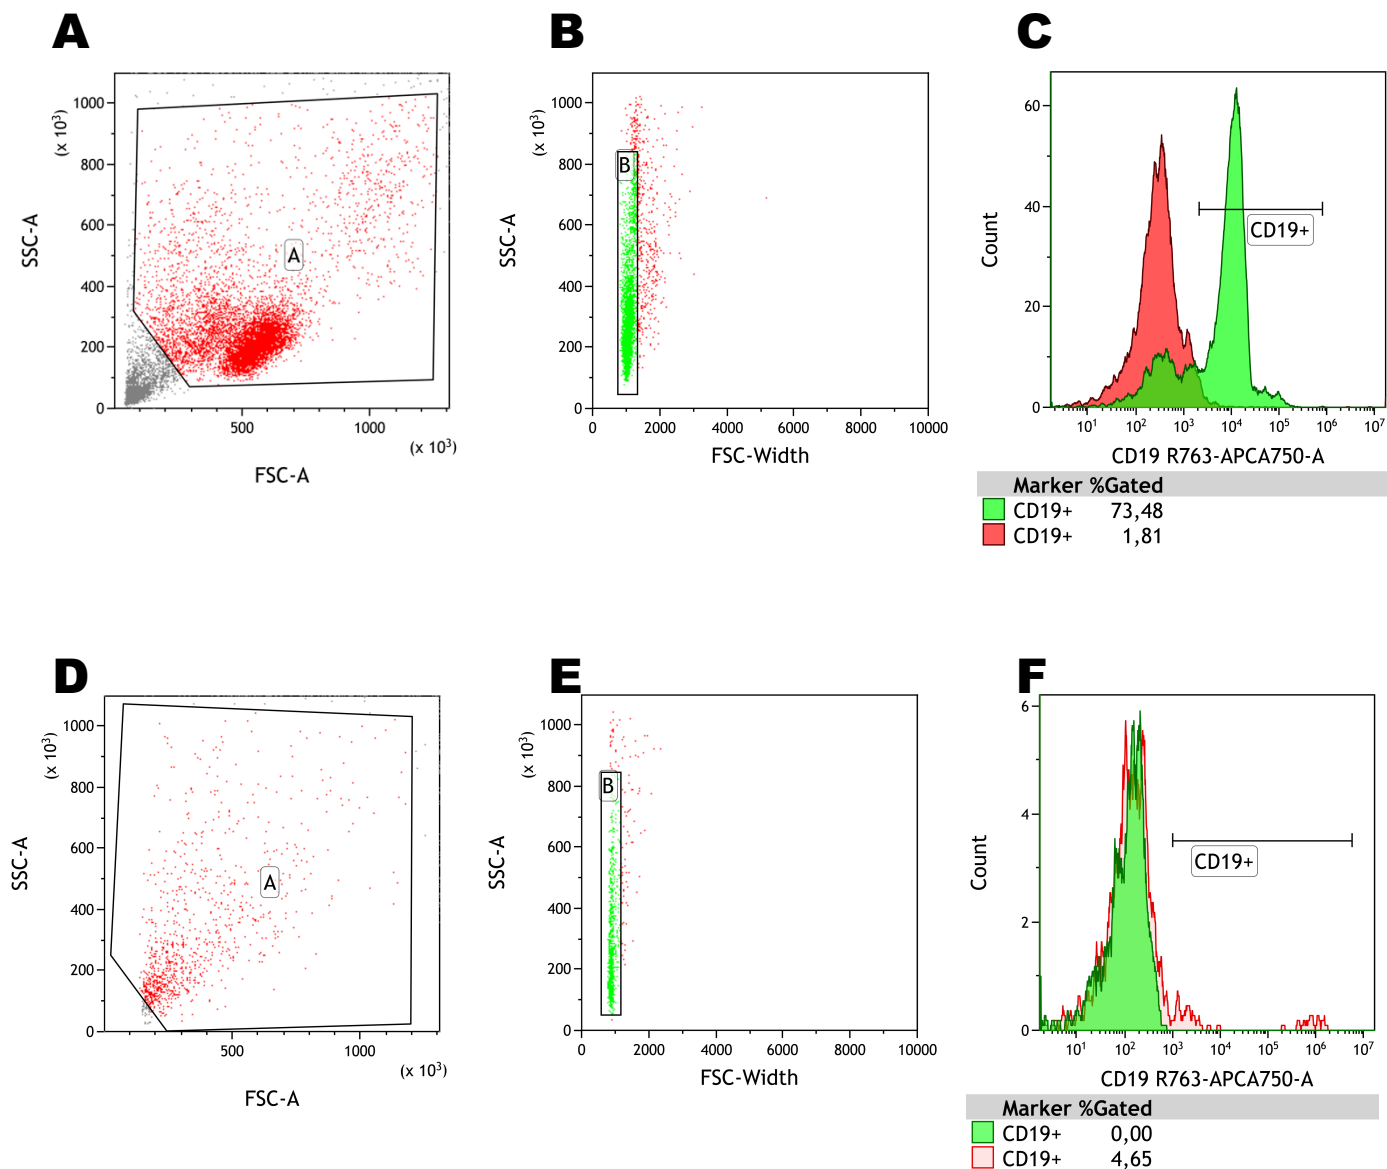 A
B
C
(x 10³)
1000
800
600
400
200
0
SSC-A
A
500
1000
(x 10³)
FSC-A
(x 10³)
1000
800
600
400
200
0
SSC-A
B
0
2000
4000
6000
8000
10000
FSC-Width
60
40
20
0
Count
CD19+
10¹
10²
10³
10⁴
10⁵
10⁶
10⁷
CD19 R763-APCA750-A
Marker %Gated
CD19+ 73,48
CD19+ 1,81
D
E
F
(x 10³)
1000
800
600
400
200
0
SSC-A
A
500
1000
(x 10³)
FSC-A
(x 10³)
1000
800
600
400
200
0
SSC-A
B
0
2000
4000
6000
8000
10000
FSC-Width
6
4
2
0
Count
CD19+
10¹
10²
10³
10⁴
10⁵
10⁶
10⁷
CD19 R763-APCA750-A
Marker %Gated
CD19+ 0,00
CD19+ 4,65